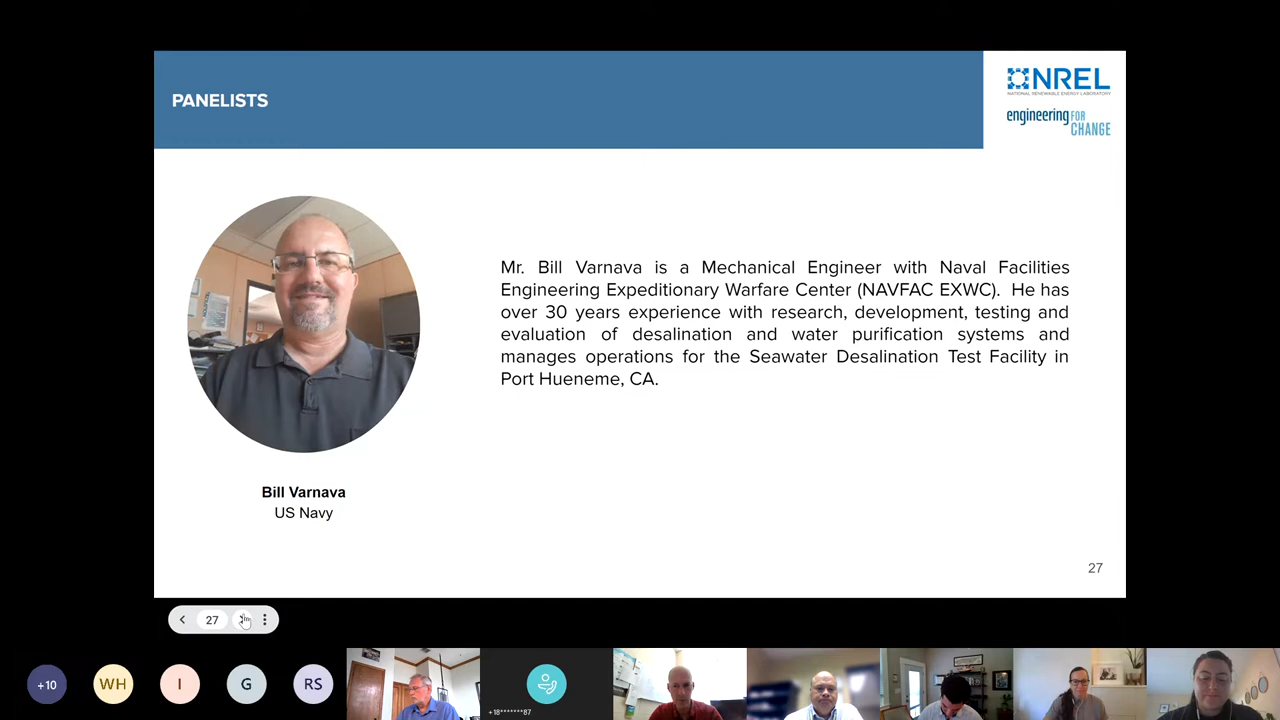 PANELISTS
NREL
NATIONAL RENEWABLE ENERGY LABORATORY
engineering FOR
CHANGE
Mr. Bill Varnava is a Mechanical Engineer with Naval Facilities
Engineering Expeditionary Warfare Center (NAVFAC EXWC). He has
over 30 years experience with research, development, testing and
evaluation of desalination and water purification systems and
manages operations for the Seawater Desalination Test Facility in
Port Hueneme, CA.
Bill Varnava
US Navy
27
27
+10
WH
I
G
RS
+18*******87